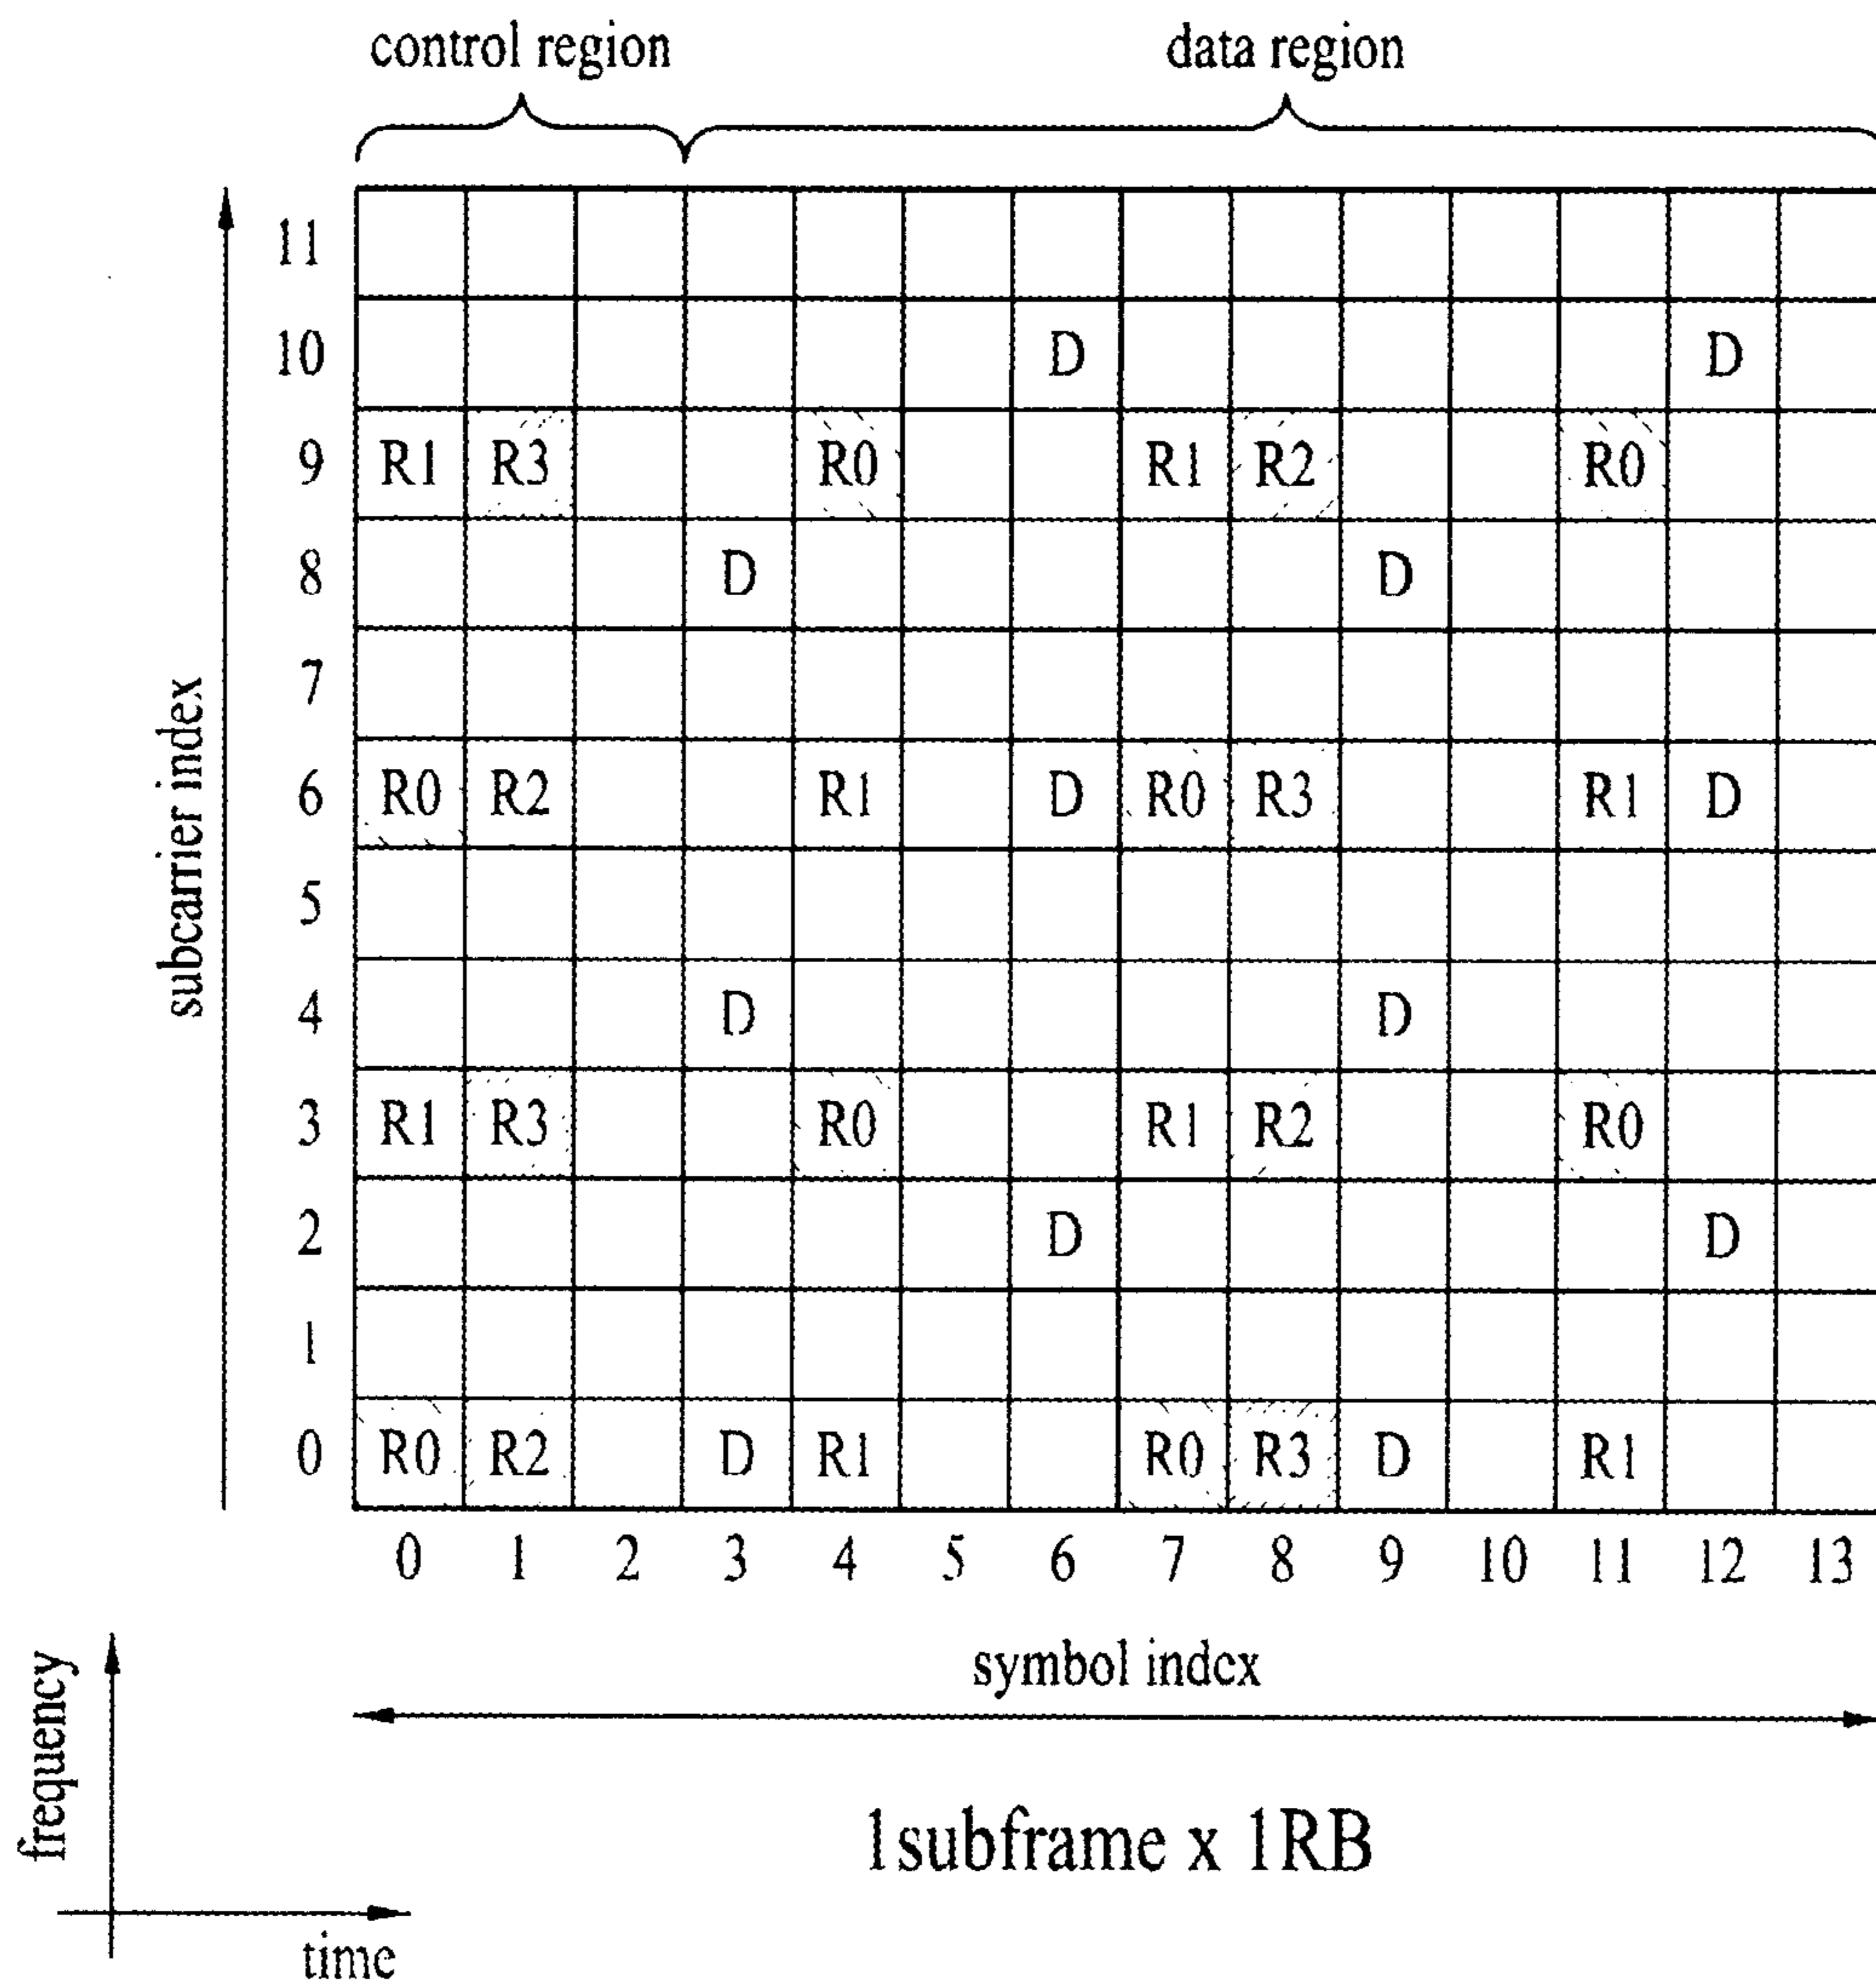 control region data region
11
10 D D
9 R1 R3 R0 R1 R2 R0
8 D D
7
6 R0 R2 R1 D R0 R3 R1 D
5
4 D D
3 R1 R3 R0 R1 R2 R0
2 D D
1
0 R0 R2 D R1 R0 R3 D R1
subcarrier index
0 1 2 3 4 5 6 7 8 9 10 11 12 13
symbol index
frequency
time
1subframe x 1RB